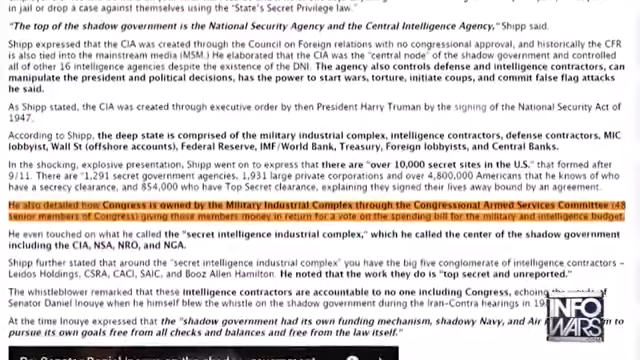 in jail or drop a case against themselves using the "State's Secret Privilege law."
"The top of the shadow government is the National Security Agency and the Central Intelligence Agency," Shipp said.
Shipp expressed that the CIA was created through the Council on Foreign relations with no congressional approval, and historically the CFR
is also tied into the mainstream media (MSM.) He elaborated that the CIA was the "central node" of the shadow government and controlled
all of other 16 intelligence agencies despite the existence of the DNI. The agency also controls defense and intelligence contractors, can
manipulate the president and political decisions, has the power to start wars, torture, initiate coups, and commit false flag attacks
he said.
As Shipp stated, the CIA was created through executive order by then President Harry Truman by the signing of the National Security Act of
1947.
According to Shipp, the deep state is comprised of the military industrial complex, intelligence contractors, defense contractors, MIC
lobbyist, Wall St (offshore accounts), Federal Reserve, IMF/World Bank, Treasury, Foreign lobbyists, and Central Banks.
In the shocking, explosive presentation, Shipp went on to express that there are "over 10,000 secret sites in the U.S." that formed after
9/11. There are "1,291 secret government agencies, 1,931 large private corporations and over 4,800,000 Americans that he knows of who
have a secrecy clearance, and 854,000 who have Top Secret clearance, explaining they signed their lives away bound by an agreement.
He also detailed how Congress is owned by the Military Industrial Complex through the Congressional Armed Services Committee (48
senior members of Congress) giving those members money in return for a vote on the spending bill for the military and intelligence budget.
He even touched on what he called the "secret intelligence industrial complex," which he called the center of the shadow government
including the CIA, NSA, NRO, and NGA.
Shipp further stated that around the "secret intelligence industrial complex" you have the big five conglomerate of intelligence contractors –
Leidos Holdings, CSRA, CACI, SAIC, and Booz Allen Hamilton. He noted that the work they do is "top secret and unreported."
The whistleblower remarked that these Intelligence contractors are accountable to no one including Congress, echoing the words of
Senator Daniel Inouye when he himself blew the whistle on the shadow government during the Iran-Contra hearings in 19
At the time Inouye expressed that the "shadow government had its own funding mechanism, shadowy Navy, and Air to
pursue its own goals free from all checks and balances and free from the law itself."
INFO
WARS
.COM